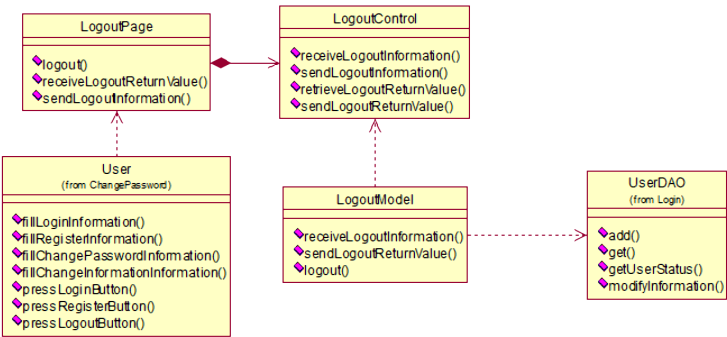 LogoutPage
logout()
receiveLogoutReturnValue()
sendLogoutInformation()
LogoutControl
receiveLogoutInformation()
sendLogoutInformation()
retrieveLogoutReturnValue()
sendLogoutReturnValue()
User
(from ChangePassword)
fillLoginInformation()
fillRegisterInformation()
fillChangePasswordInformation()
fillChangeInformationInformation()
pressLoginButton()
pressRegisterButton()
pressLogoutButton()
LogoutModel
receiveLogoutInformation()
sendLogoutReturnValue()
logout()
UserDAO
(from Login)
add()
get()
getUserStatus()
modifyInformation()